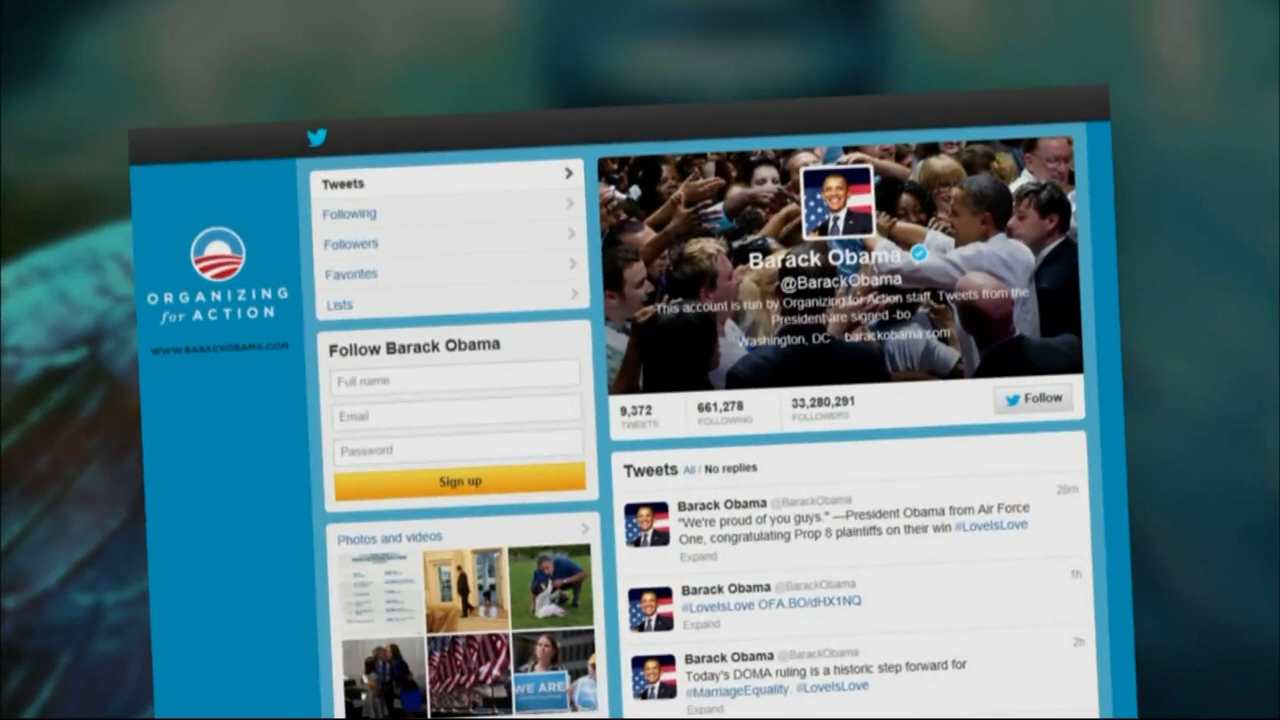 ORGANIZING
for ACTION
WWW.BARACKOBAMA.COM
Tweets
Following
Followers
Favorites
Lists
Follow Barack Obama
Full name
Email
Password
Sign up
Photos and videos
WE ARE
Barack Obama
@BarackObama
This account is run by Organizing for Action staff. Tweets from the
President are signed -bo.
Washington, DC · barackobama.com
9,372
TWEETS
661,278
FOLLOWING
33,280,291
FOLLOWERS
Follow
Tweets All / No replies
Barack Obama @BarackObama 28m
"We're proud of you guys." —President Obama from Air Force
One, congratulating Prop 8 plaintiffs on their win #LoveIsLove
Expand
Barack Obama @BarackObama 1h
#LoveIsLove OFA.BO/dHX1NQ
Expand
Barack Obama @BarackObama 2h
Today's DOMA ruling is a historic step forward for
#MarriageEquality. #LoveIsLove
Expand